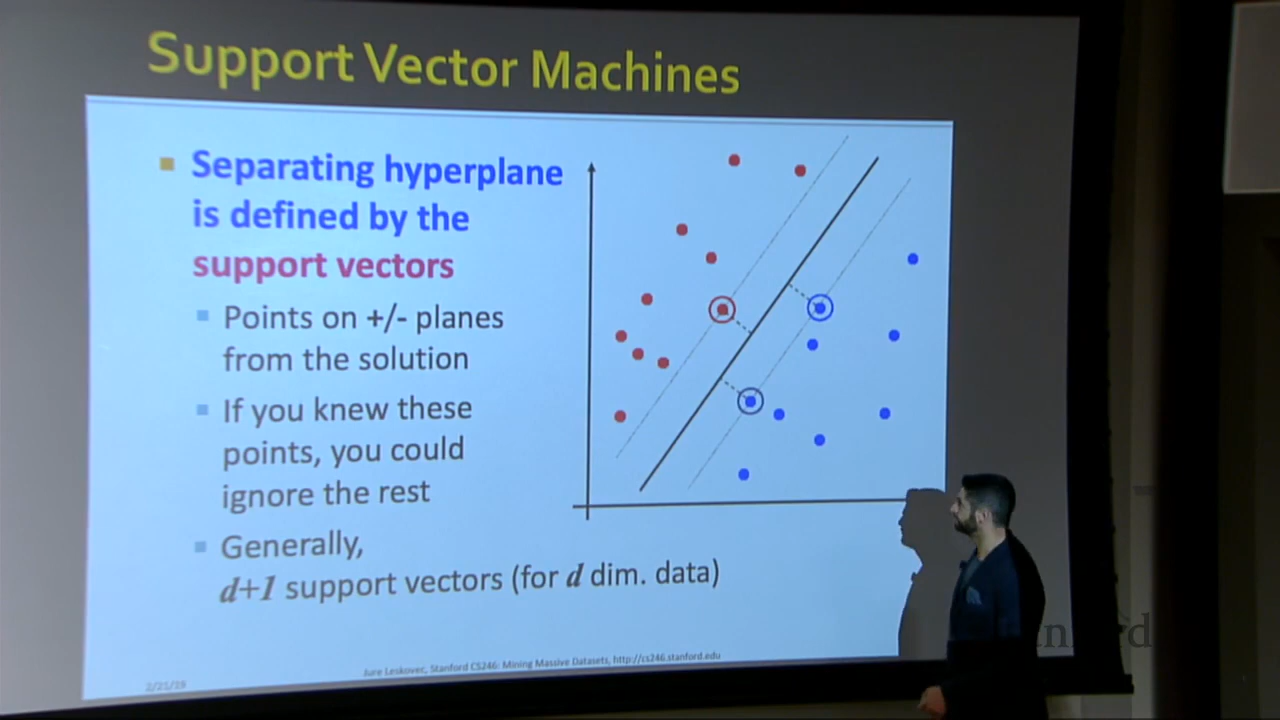 Support Vector Machines
Separating hyperplane
is defined by the
support vectors
Points on +/- planes
from the solution
If you knew these
points, you could
ignore the rest
Generally,
d+1 support vectors (for d dim. data)
Jure Leskovec, Stanford CS246: Mining Massive Datasets, http://cs246.stanford.edu